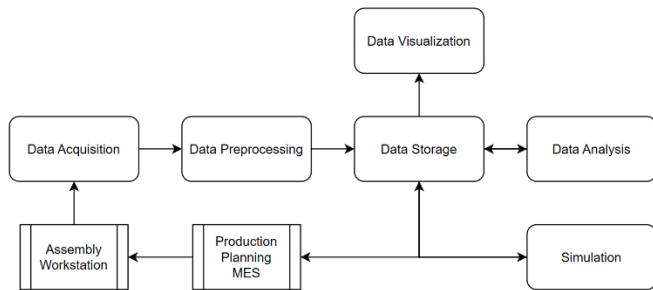 Data Visualization
Data Acquisition
Data Preprocessing
Data Storage
Data Analysis
Assembly
Workstation
Production
Planning
MES
Simulation